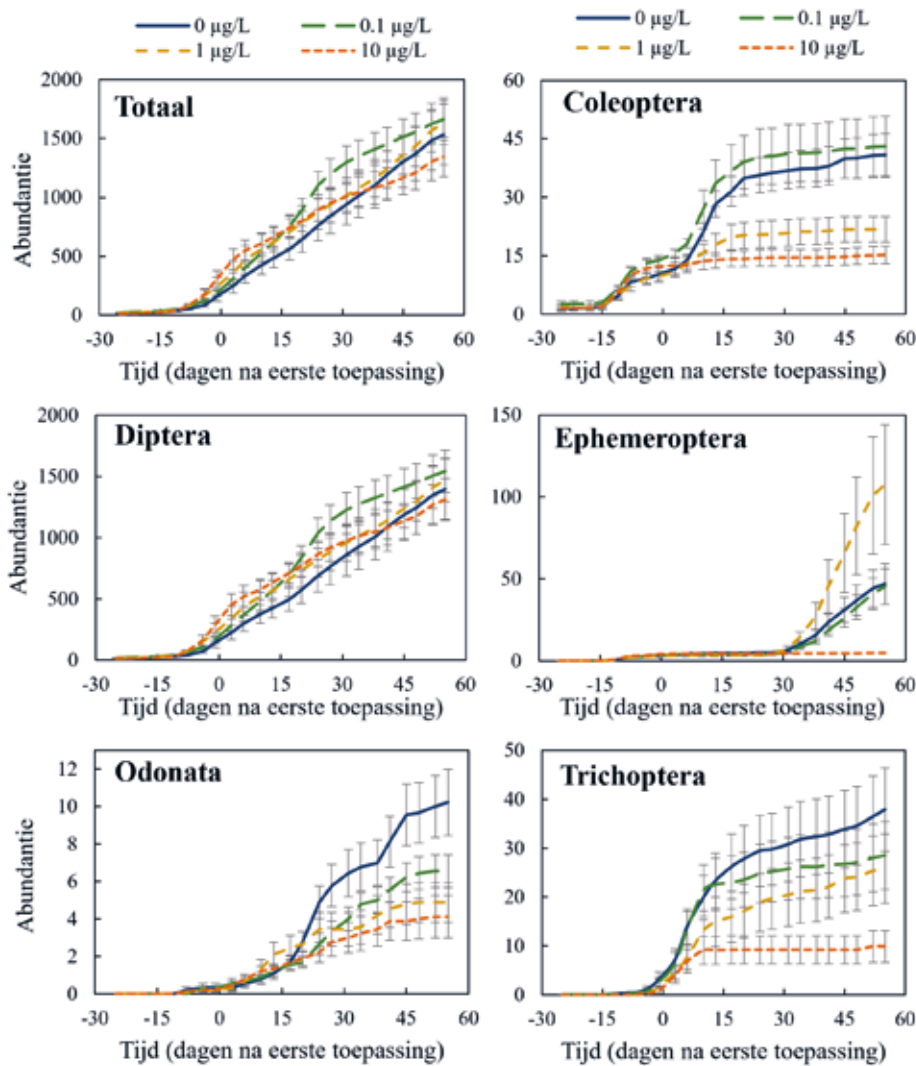 0 µg/L 0.1 µg/L
1 µg/L 10 µg/L
0 µg/L 0.1 µg/L
1 µg/L 10 µg/L
Totaal
Abundantie
2000
1500
1000
500
0
-30 -15 0 15 30 45 60
Tijd (dagen na eerste toepassing)
Coleoptera
60
45
30
15
0
-30 -15 0 15 30 45 60
Tijd (dagen na eerste toepassing)
Diptera
Abundantie
2000
1500
1000
500
0
-30 -15 0 15 30 45 60
Tijd (dagen na eerste toepassing)
Ephemeroptera
150
100
50
0
-30 -15 0 15 30 45 60
Tijd (dagen na eerste toepassing)
Odonata
Abundantie
12
10
8
6
4
2
0
-30 -15 0 15 30 45 60
Tijd (dagen na eerste toepassing)
Trichoptera
50
40
30
20
10
0
-30 -15 0 15 30 45 60
Tijd (dagen na eerste toepassing)